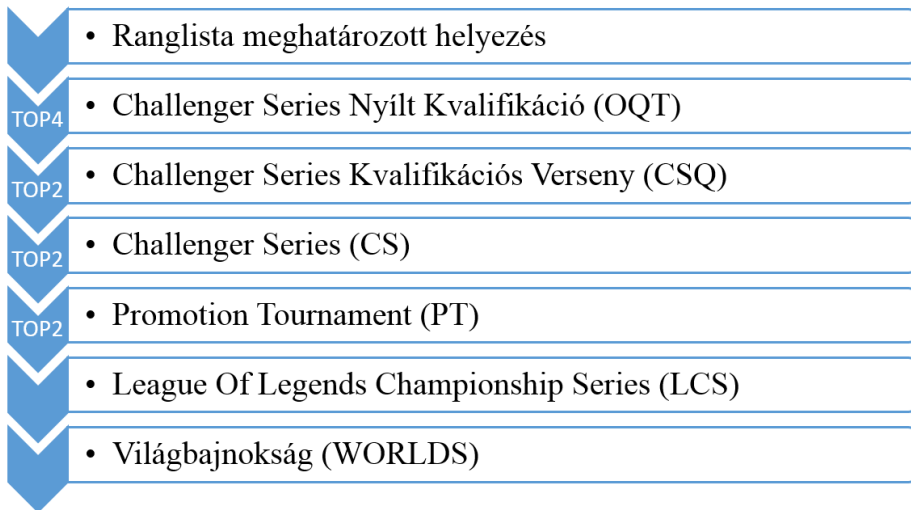 • Ranglista meghatározott helyezés
TOP4 • Challenger Series Nyílt Kvalifikáció (OQT)
TOP2 • Challenger Series Kvalifikációs Verseny (CSQ)
TOP2 • Challenger Series (CS)
TOP2 • Promotion Tournament (PT)
• League Of Legends Championship Series (LCS)
• Világbajnokság (WORLDS)